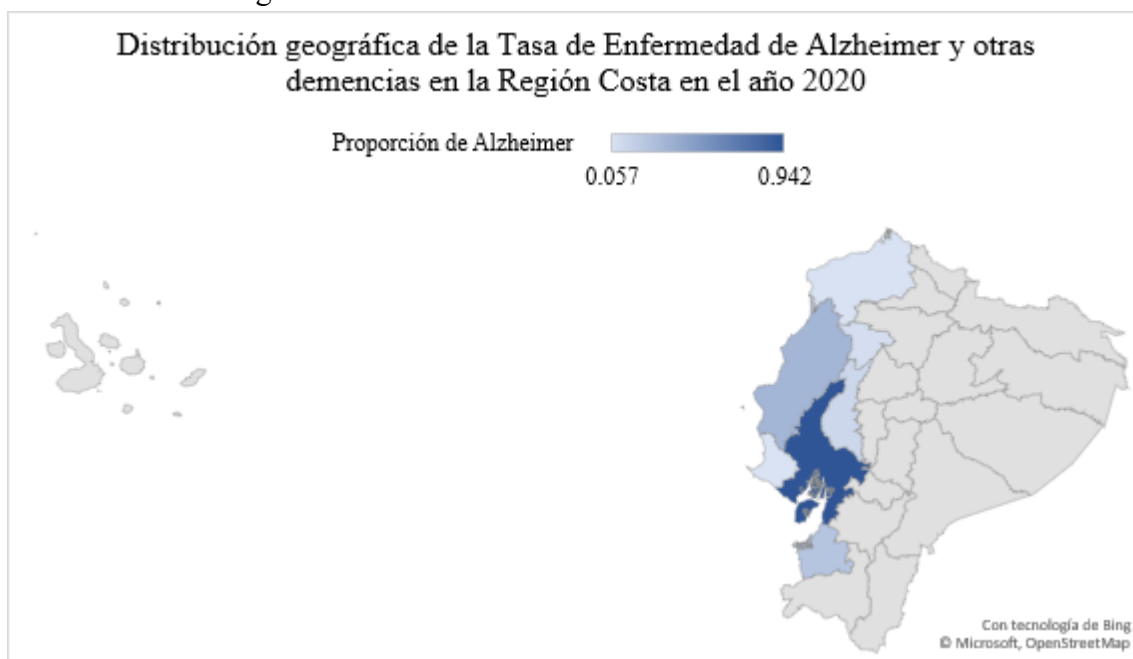 Distribución geográfica de la Tasa de Enfermedad de Alzheimer y otras
demencias en la Región Costa en el año 2020
Proporción de Alzheimer
0.057 0.942
Con tecnología de Bing
© Microsoft, OpenStreetMap